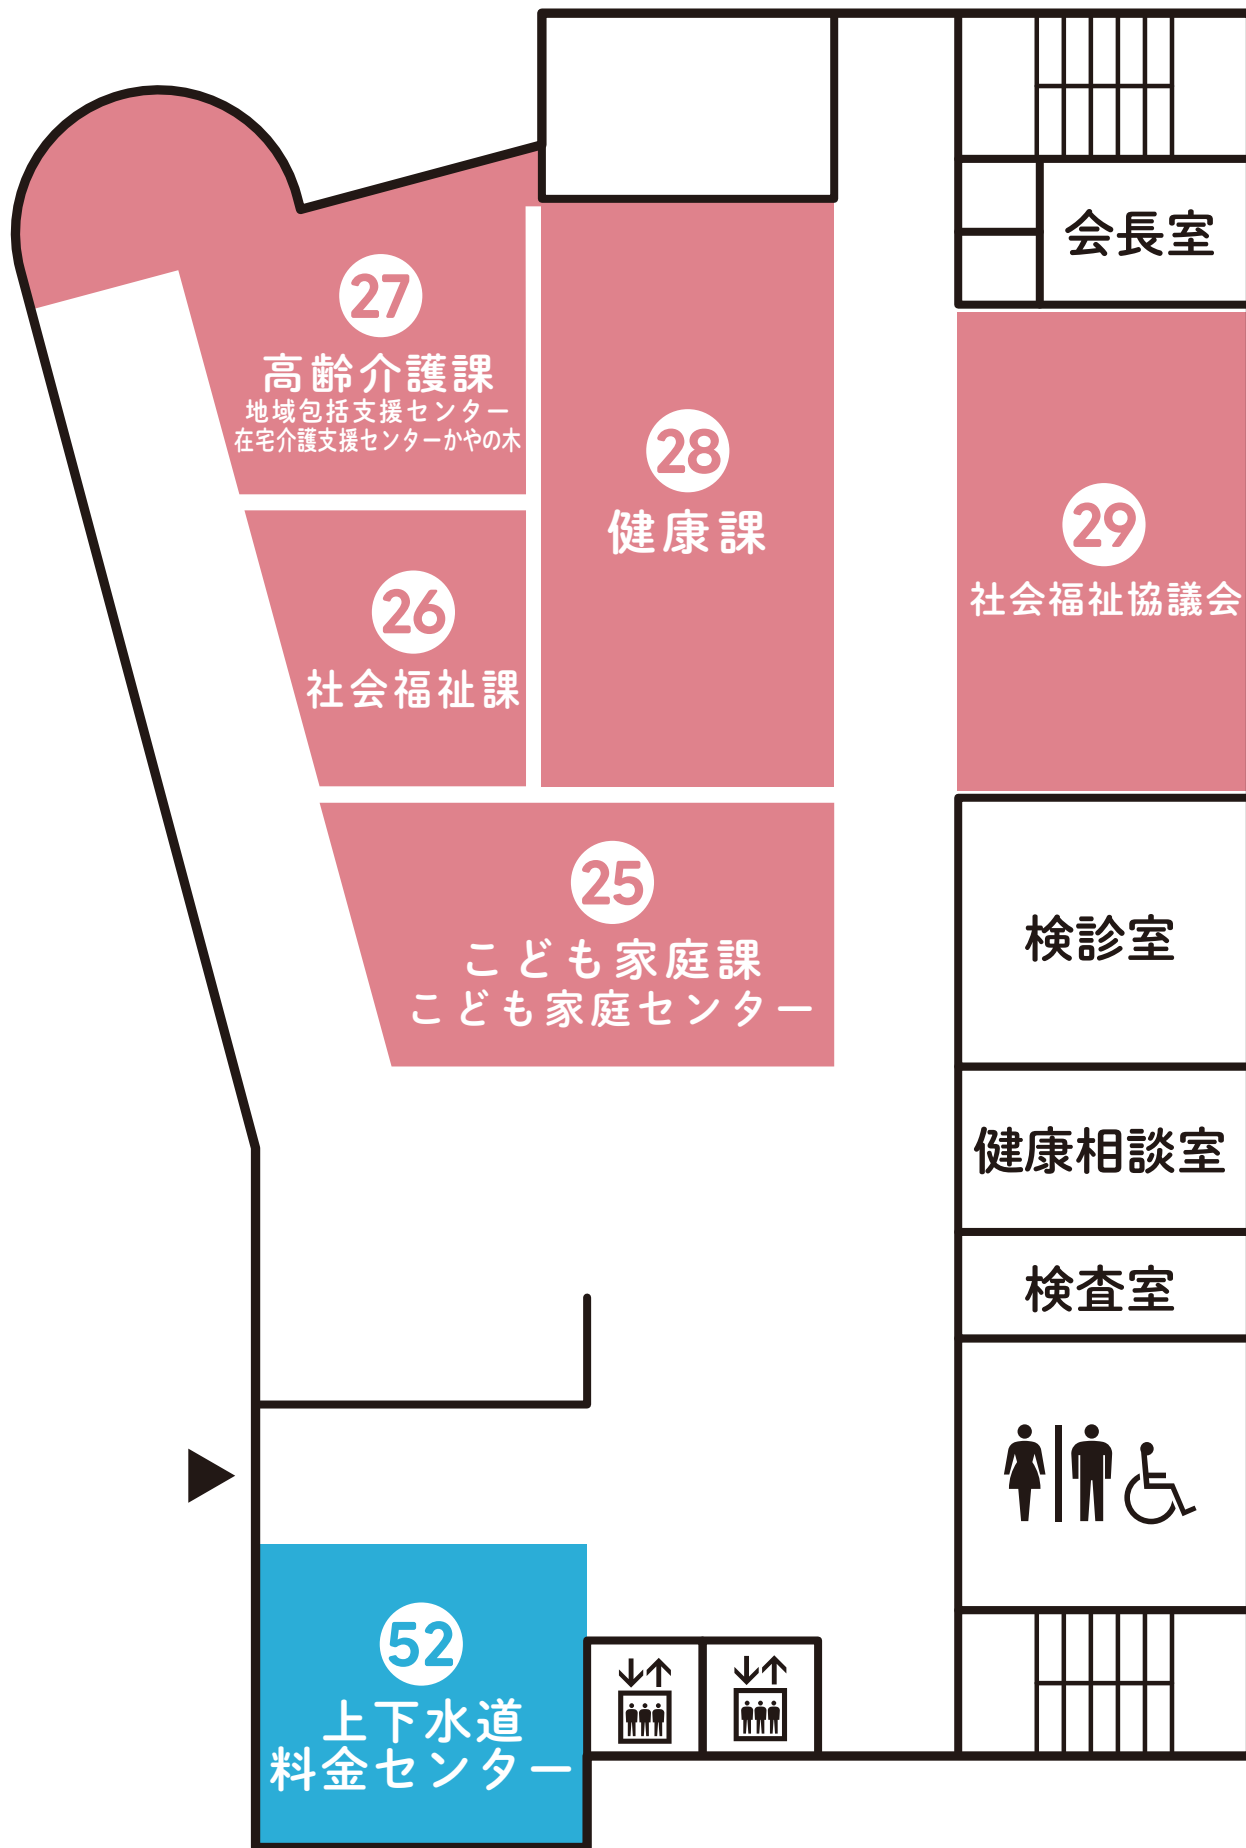 会長室
27
高齢介護課
地域包括支援センター
在宅介護支援センターかやの木
28
健康課
29
社会福祉協議会
26
社会福祉課
25
こども家庭課
こども家庭センター
検診室
健康相談室
検査室
52
上下水道
料金センター